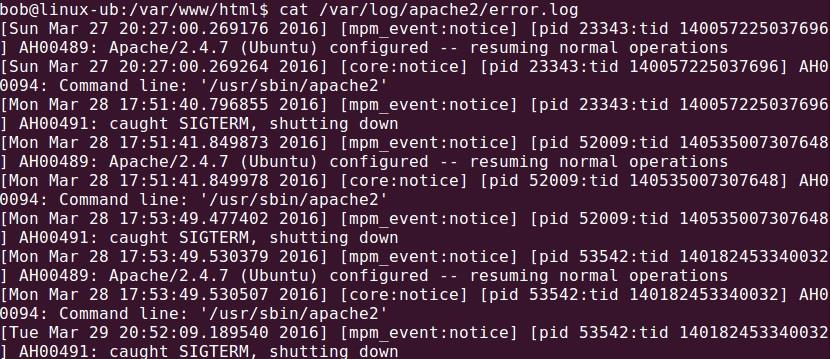 bob@linux-ub:/var/www/html$ cat /var/log/apache2/error.log
[Sun Mar 27 20:27:00.269176 2016] [mpm_event:notice] [pid 23343:tid 140057225037696
] AH00489: Apache/2.4.7 (Ubuntu) configured -- resuming normal operations
[Sun Mar 27 20:27:00.269264 2016] [core:notice] [pid 23343:tid 140057225037696] AH0
0094: Command line: '/usr/sbin/apache2'
[Mon Mar 28 17:51:40.796855 2016] [mpm_event:notice] [pid 23343:tid 140057225037696
] AH00491: caught SIGTERM, shutting down
[Mon Mar 28 17:51:41.849873 2016] [mpm_event:notice] [pid 52009:tid 140535007307648
] AH00489: Apache/2.4.7 (Ubuntu) configured -- resuming normal operations
[Mon Mar 28 17:51:41.849978 2016] [core:notice] [pid 52009:tid 140535007307648] AH0
0094: Command line: '/usr/sbin/apache2'
[Mon Mar 28 17:53:49.477402 2016] [mpm_event:notice] [pid 52009:tid 140535007307648
] AH00491: caught SIGTERM, shutting down
[Mon Mar 28 17:53:49.530379 2016] [mpm_event:notice] [pid 53542:tid 140182453340032
] AH00489: Apache/2.4.7 (Ubuntu) configured -- resuming normal operations
[Mon Mar 28 17:53:49.530507 2016] [core:notice] [pid 53542:tid 140182453340032] AH0
0094: Command line: '/usr/sbin/apache2'
[Tue Mar 29 20:52:09.189540 2016] [mpm_event:notice] [pid 53542:tid 140182453340032
] AH00491: caught SIGTERM, shutting down